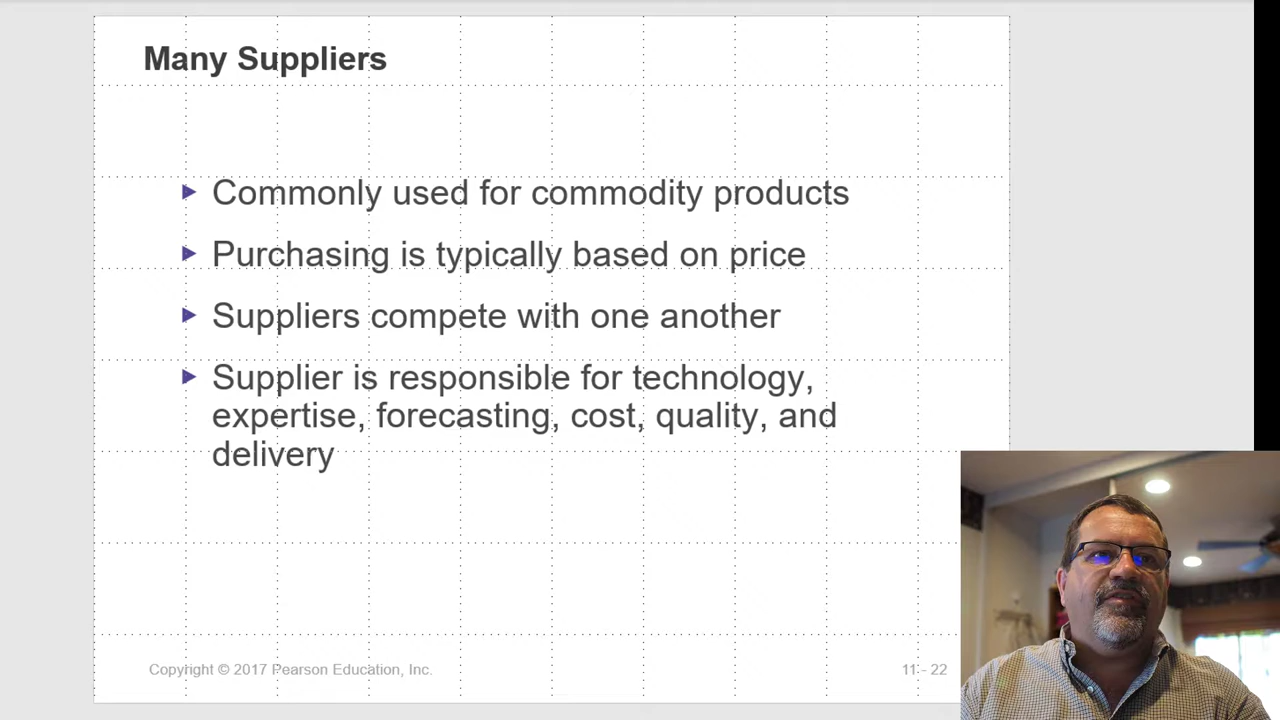 Many Suppliers
Commonly used for commodity products
Purchasing is typically based on price
Suppliers compete with one another
Supplier is responsible for technology,
expertise, forecasting, cost, quality, and
delivery
Copyright © 2017 Pearson Education, Inc.
11 - 22